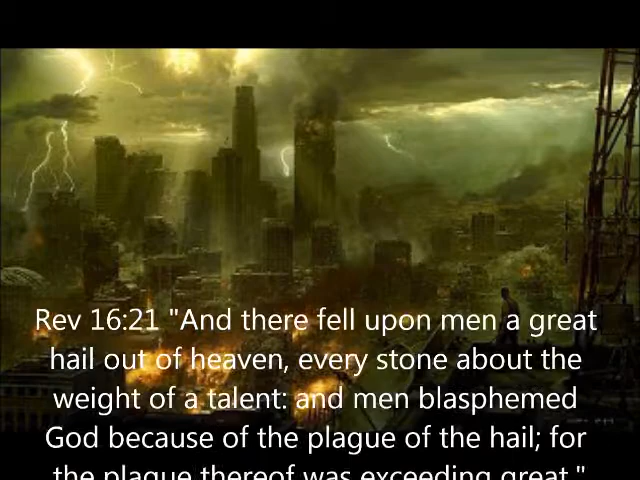 Rev 16:21 "And there fell upon men a great
hail out of heaven, every stone about the
weight of a talent: and men blasphemed
God because of the plague of the hail; for
the plague thereof was exceeding great."